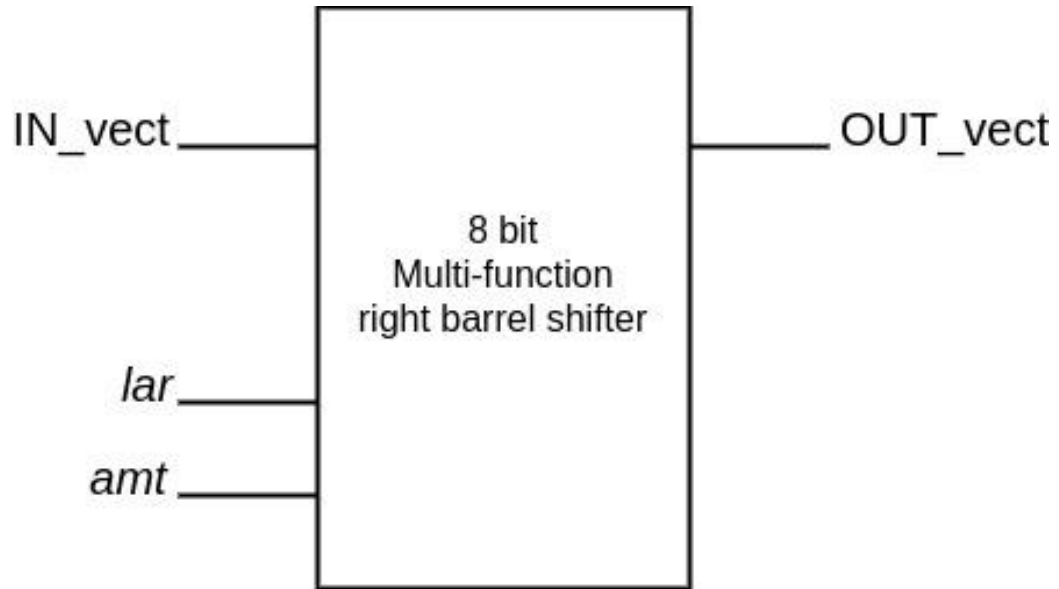 IN_vect
OUT_vect
8 bit
Multi-function
right barrel shifter
lar
amt